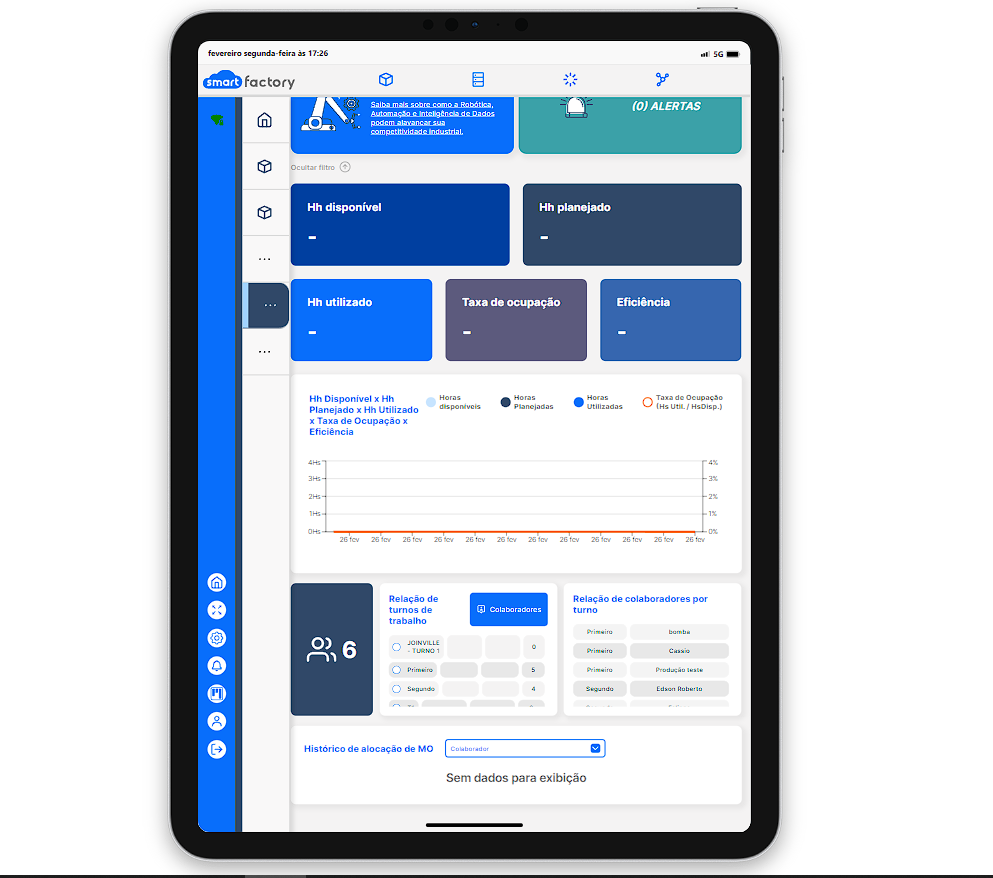 fevereiro segunda-feira às 17:26
5G
smart factory
Saiba mais sobre como a Robótica,
Automação e Inteligência de Dados
podem alavancar sua
competitividade industrial.
(0) ALERTAS
Ocultar filtro
Hh disponível
-
Hh planejado
-
Hh utilizado
-
Taxa de ocupação
-
Eficiência
-
Hh Disponível x Hh
Planejado x Hh Utilizado
x Taxa de Ocupação x
Eficiência
Horas
disponíveis
Horas
Planejadas
Horas
Utilizadas
Taxa de Ocupação
(Hs Util. / HsDisp.)
4Hs
3Hs
2Hs
1Hs
0Hs
4%
3%
2%
1%
0%
26 fev 26 fev 26 fev 26 fev 26 fev 26 fev 26 fev 26 fev 26 fev 26 fev 26 fev 26 fev
6
Relação de
turnos de
trabalho
Colaboradores
JOINVILLE
- TURNO 1
0
Primeiro 5
Segundo 4
Relação de colaboradores por
turno
Primeiro bomba
Primeiro Cassio
Primeiro Produção teste
Segundo Edson Roberto
Histórico de alocação de MO
Colaborador
Sem dados para exibição